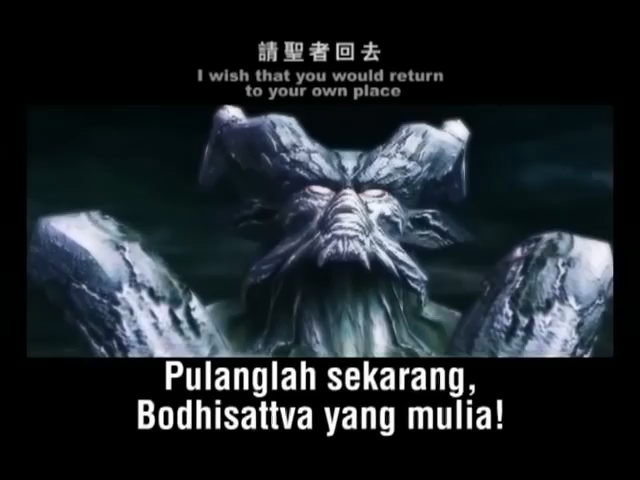 請聖者回去
I wish that you would return
to your own place
Pulanglah sekarang,
Bodhisattva yang mulia!